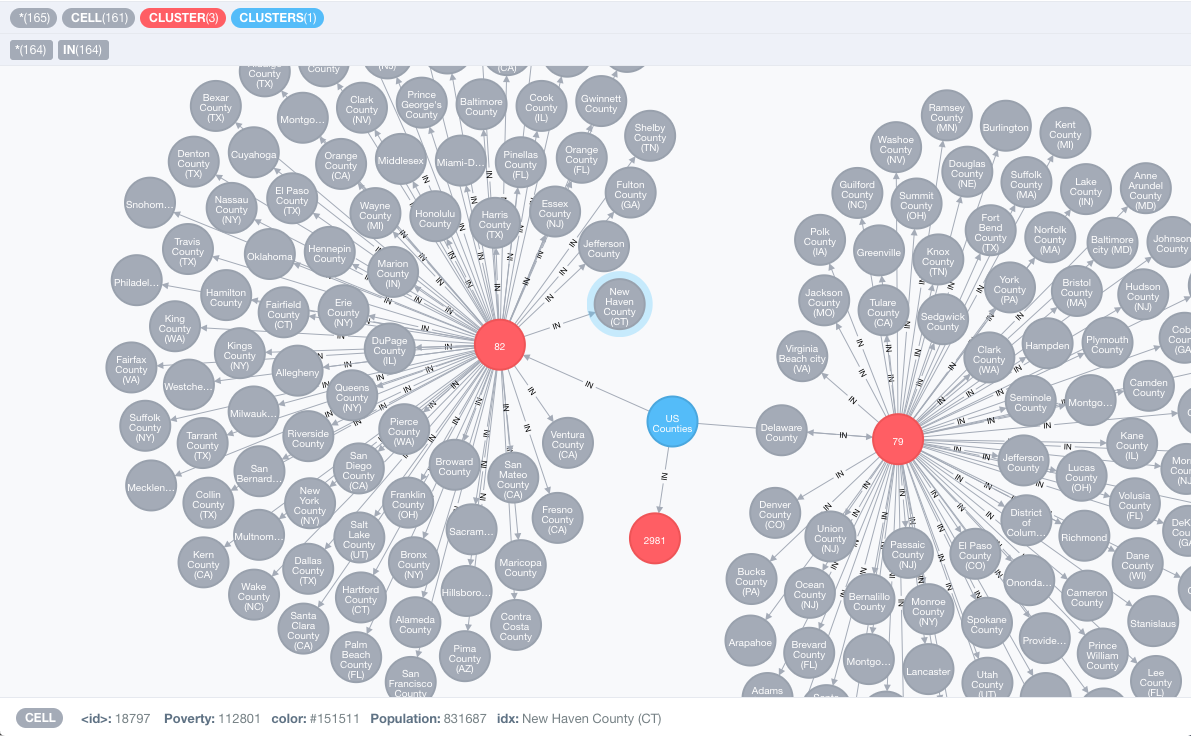 *(165) CELL(161) CLUSTER(3) CLUSTERS(1)
*(164) IN(164)
County
(TX)
County
(CA)
Bexar
County
(TX)
Montgo...
Clark
County
(NV)
Prince
George's
County
Baltimore
County
Cook
County
(IL)
Gwinnett
County
Shelby
County
(TN)
Denton
County
(TX)
Cuyahoga
Orange
County
(CA)
Middlesex
Miami-D...
Pinellas
County
(FL)
Orange
County
(FL)
Fulton
County
(GA)
Snohom...
Nassau
County
(NY)
El Paso
County
(TX)
Wayne
County
(MI)
Honolulu
County
Harris
County
(TX)
Essex
County
(NJ)
Jefferson
County
Travis
County
(TX)
Oklahoma
Hennepin
County
Marion
County
(IN)
New
Haven
County
(CT)
Philadel...
Hamilton
County
Fairfield
County
(CT)
Erie
County
(NY)
King
County
(WA)
Kings
County
(NY)
DuPage
County
(IL)
82
IN
Fairfax
County
(VA)
Westche...
Allegheny
Queens
County
(NY)
IN
Suffolk
County
(NY)
Milwauk...
Tarrant
County
(TX)
Riverside
County
Pierce
County
(WA)
Ventura
County
(CA)
US
Counties
IN
2981
Mecklen...
San
Bernard...
San
Diego
County
(CA)
Broward
County
San
Mateo
County
(CA)
Collin
County
(TX)
New
York
County
(NY)
Franklin
County
(OH)
Fresno
County
(CA)
Multnom...
Salt
Lake
County
(UT)
Sacram...
Kern
County
(CA)
Dallas
County
(TX)
Bronx
County
(NY)
Maricopa
County
Wake
County
(NC)
Hartford
County
(CT)
Hillsboro...
Santa
Clara
County
(CA)
Alameda
County
Contra
Costa
County
Palm
Beach
County
(FL)
Pima
County
(AZ)
San
Francisco
County
Ramsey
County
(MN)
Burlington
Kent
County
(MI)
Washoe
County
(NV)
Douglas
County
(NE)
Suffolk
County
(MA)
Lake
County
(IN)
Anne
Arundel
County
(MD)
Guilford
County
(NC)
Summit
County
(OH)
Fort
Bend
County
(TX)
Norfolk
County
(MA)
Baltimore
city (MD)
Johnson
County
Polk
County
(IA)
Greenville
Knox
County
(TN)
York
County
(PA)
Bristol
County
(MA)
Hudson
County
(NJ)
Jackson
County
(MO)
Tulare
County
(CA)
Sedgwick
County
Clark
County
(WA)
Hampden
Plymouth
County
Cob
County
(GA
Virginia
Beach city
(VA)
Seminole
County
Montgo...
Camden
County
Delaware
County
IN
79
Jefferson
County
Lucas
County
(OH)
Kane
County
(IL)
Denver
County
(CO)
Union
County
(NJ)
Passaic
County
(NJ)
El Paso
County
(CO)
District
of
Colum...
Richmond
Volusia
County
(FL)
Bucks
County
(PA)
Ocean
County
(NJ)
Bernalillo
County
Monroe
County
(NY)
Ononda...
Cameron
County
Dane
County
(WI)
Arapahoe
Brevard
County
(FL)
Montgo...
Lancaster
Spokane
County
Provide...
Prince
William
County
Stanislaus
Adams
Utah
County
(UT)
Lee
County
(FL)
CELL <id>: 18797 Poverty: 112801 color: #151511 Population: 831687 idx: New Haven County (CT)